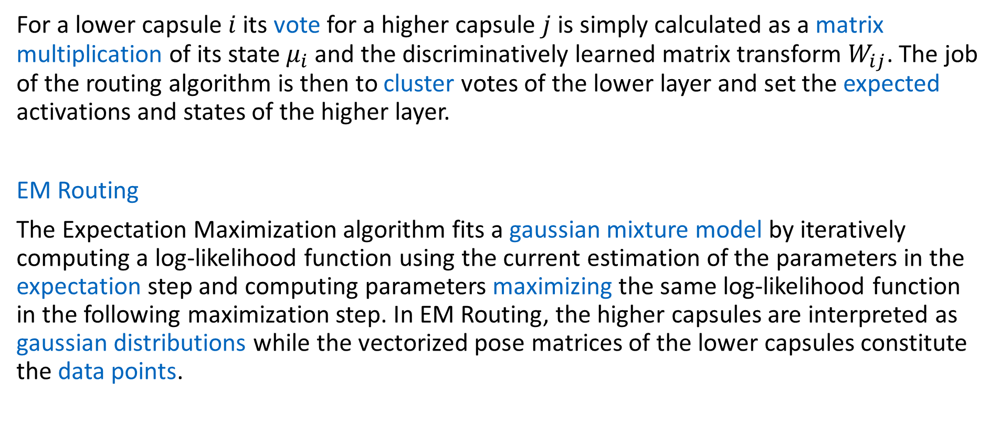 For a lower capsule i its vote for a higher capsule j is simply calculated as a matrix
multiplication of its state μᵢ and the discriminatively learned matrix transform Wᵢⱼ. The job
of the routing algorithm is then to cluster votes of the lower layer and set the expected
activations and states of the higher layer.
EM Routing
The Expectation Maximization algorithm fits a gaussian mixture model by iteratively
computing a log-likelihood function using the current estimation of the parameters in the
expectation step and computing parameters maximizing the same log-likelihood function
in the following maximization step. In EM Routing, the higher capsules are interpreted as
gaussian distributions while the vectorized pose matrices of the lower capsules constitute
the data points.